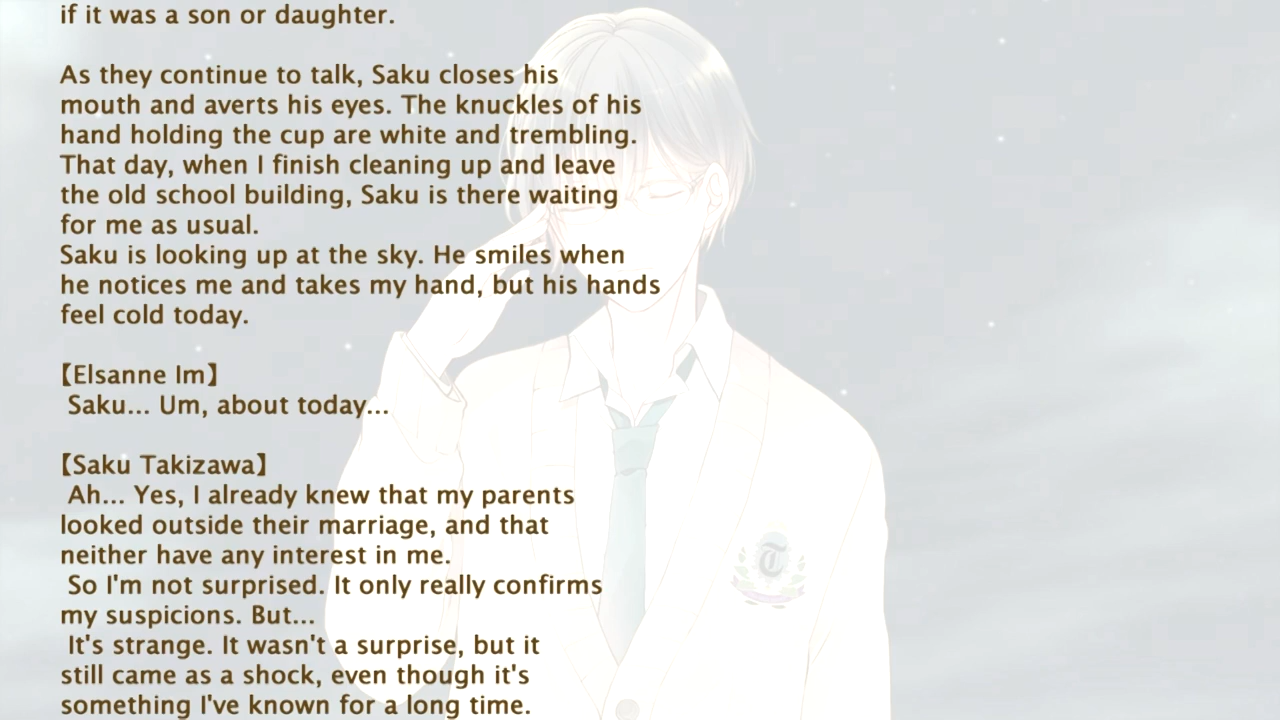 if it was a son or daughter.
As they continue to talk, Saku closes his
mouth and averts his eyes. The knuckles of his
hand holding the cup are white and trembling.
That day, when I finish cleaning up and leave
the old school building, Saku is there waiting
for me as usual.
Saku is looking up at the sky. He smiles when
he notices me and takes my hand, but his hands
feel cold today.
【Elsanne Im】
Saku... Um, about today...
【Saku Takizawa】
Ah... Yes, I already knew that my parents
looked outside their marriage, and that
neither have any interest in me.
So I'm not surprised. It only really confirms
my suspicions. But...
It's strange. It wasn't a surprise, but it
still came as a shock, even though it's
something I've known for a long time.
T